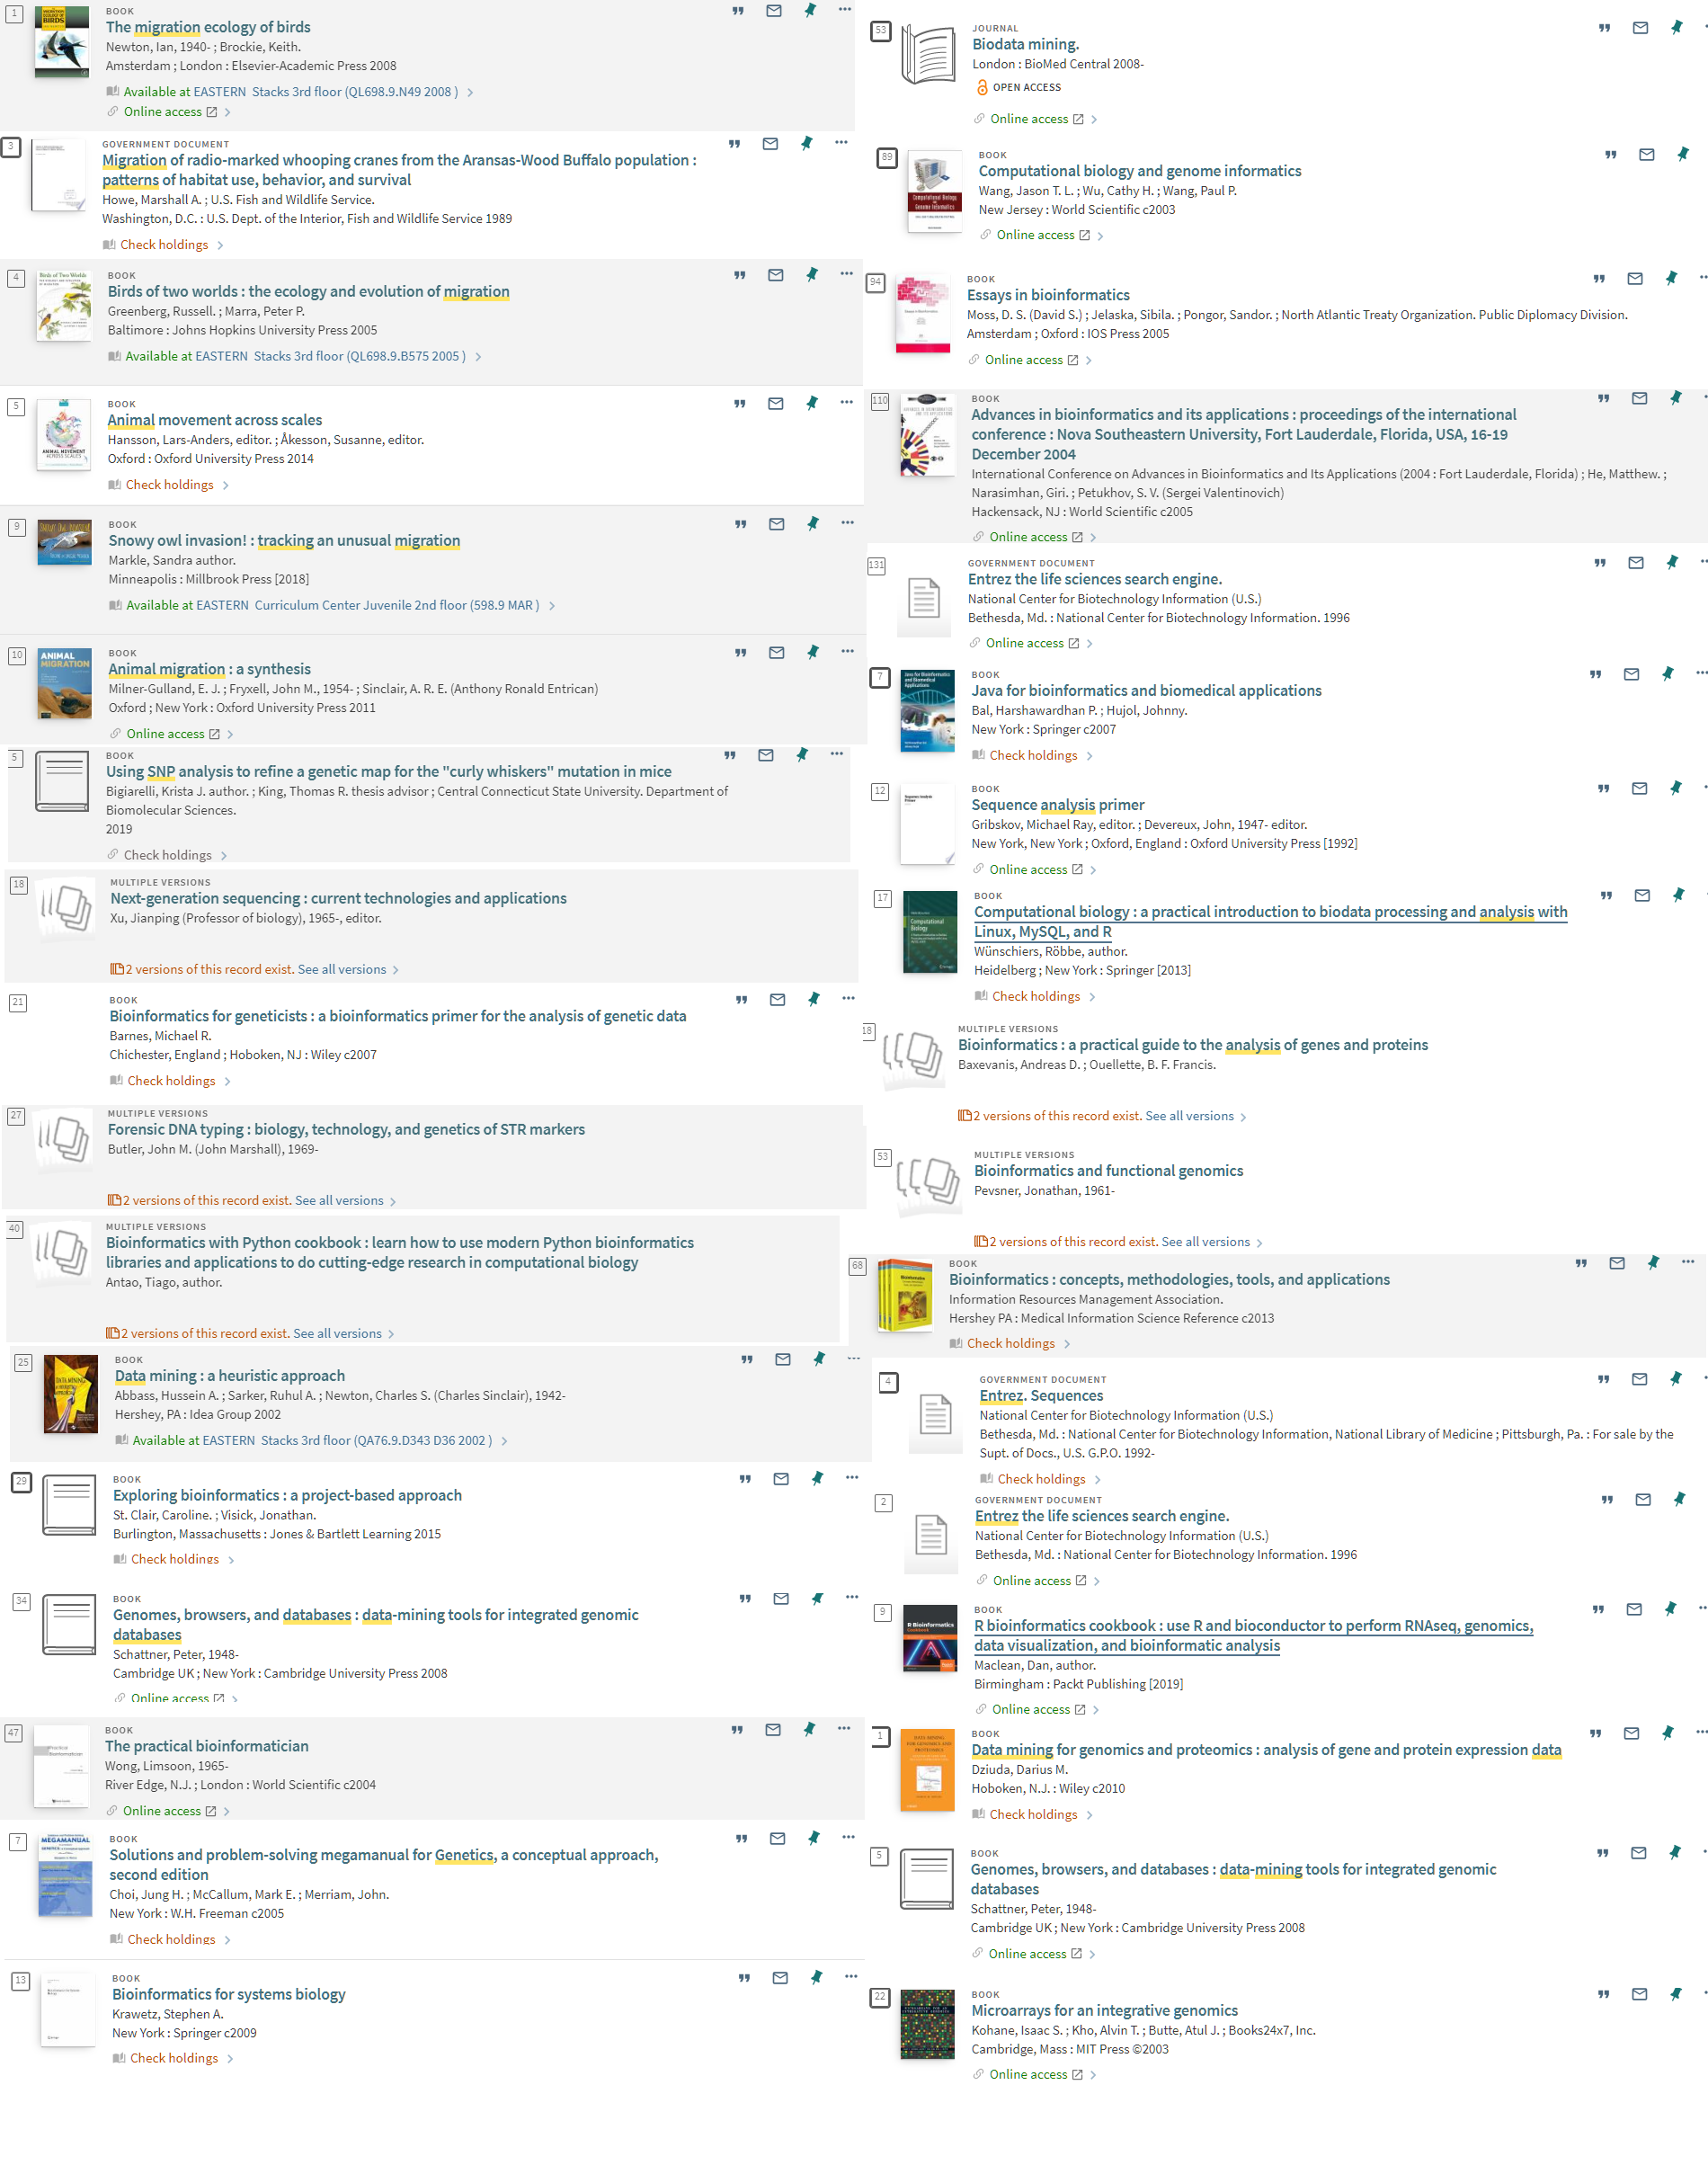 1
BOOK
The migration ecology of birds
Newton, Ian, 1940- ; Brockie, Keith.
Amsterdam ; London : Elsevier-Academic Press 2008
Available at EASTERN Stacks 3rd floor (QL698.9.N49 2008 )
Online access
3
GOVERNMENT DOCUMENT
Migration of radio-marked whooping cranes from the Aransas-Wood Buffalo population :
patterns of habitat use, behavior, and survival
Howe, Marshall A. ; U.S. Fish and Wildlife Service.
Washington, D.C. : U.S. Dept. of the Interior, Fish and Wildlife Service 1989
Check holdings
4
BOOK
Birds of two worlds : the ecology and evolution of migration
Greenberg, Russell. ; Marra, Peter P.
Baltimore : Johns Hopkins University Press 2005
Available at EASTERN Stacks 3rd floor (QL698.9.B575 2005 )
5
BOOK
Animal movement across scales
Hansson, Lars-Anders, editor. ; Åkesson, Susanne, editor.
Oxford : Oxford University Press 2014
Check holdings
9
BOOK
Snowy owl invasion! : tracking an unusual migration
Markle, Sandra author.
Minneapolis : Millbrook Press [2018]
Available at EASTERN Curriculum Center Juvenile 2nd floor (598.9 MAR )
10
ANIMAL
MIGRATION
BOOK
Animal migration : a synthesis
Milner-Gulland, E. J. ; Fryxell, John M., 1954- ; Sinclair, A. R. E. (Anthony Ronald Entrican)
Oxford ; New York : Oxford University Press 2011
Online access
5
BOOK
Using SNP analysis to refine a genetic map for the "curly whiskers" mutation in mice
Bigiarelli, Krista J. author. ; King, Thomas R. thesis advisor ; Central Connecticut State University. Department of
Biomolecular Sciences.
2019
Check holdings
18
MULTIPLE VERSIONS
Next-generation sequencing : current technologies and applications
Xu, Jianping (Professor of biology), 1965-, editor.
2 versions of this record exist. See all versions
21
BOOK
Bioinformatics for geneticists : a bioinformatics primer for the analysis of genetic data
Barnes, Michael R.
Chichester, England ; Hoboken, NJ : Wiley c2007
Check holdings
27
MULTIPLE VERSIONS
Forensic DNA typing : biology, technology, and genetics of STR markers
Butler, John M. (John Marshall), 1969-
2 versions of this record exist. See all versions
40
MULTIPLE VERSIONS
Bioinformatics with Python cookbook : learn how to use modern Python bioinformatics
libraries and applications to do cutting-edge research in computational biology
Antao, Tiago, author.
2 versions of this record exist. See all versions
25
BOOK
Data mining : a heuristic approach
Abbass, Hussein A. ; Sarker, Ruhul A. ; Newton, Charles S. (Charles Sinclair), 1942-
Hershey, PA : Idea Group 2002
Available at EASTERN Stacks 3rd floor (QA76.9.D343 D36 2002 )
29
BOOK
Exploring bioinformatics : a project-based approach
St. Clair, Caroline. ; Visick, Jonathan.
Burlington, Massachusetts : Jones & Bartlett Learning 2015
Check holdings
34
BOOK
Genomes, browsers, and databases : data-mining tools for integrated genomic
databases
Schattner, Peter, 1948-
Cambridge UK ; New York : Cambridge University Press 2008
Online access
47
BOOK
The practical bioinformatician
Wong, Limsoon, 1965-
River Edge, N.J. ; London : World Scientific c2004
Online access
7
MEGAMANUAL
BOOK
Solutions and problem-solving megamanual for Genetics, a conceptual approach,
second edition
Choi, Jung H. ; McCallum, Mark E. ; Merriam, John.
New York : W.H. Freeman c2005
Check holdings
13
BOOK
Bioinformatics for systems biology
Krawetz, Stephen A.
New York : Springer c2009
Check holdings
53
JOURNAL
Biodata mining.
London : BioMed Central 2008-
OPEN ACCESS
Online access
89
BOOK
Computational biology and genome informatics
Wang, Jason T. L. ; Wu, Cathy H. ; Wang, Paul P.
New Jersey : World Scientific c2003
Online access
94
BOOK
Essays in bioinformatics
Moss, D. S. (David S.) ; Jelaska, Sibila. ; Pongor, Sandor. ; North Atlantic Treaty Organization. Public Diplomacy Division.
Amsterdam ; Oxford : IOS Press 2005
Online access
110
BOOK
Advances in bioinformatics and its applications : proceedings of the international
conference : Nova Southeastern University, Fort Lauderdale, Florida, USA, 16-19
December 2004
International Conference on Advances in Bioinformatics and Its Applications (2004 : Fort Lauderdale, Florida) ; He, Matthew. ;
Narasimhan, Giri. ; Petukhov, S. V. (Sergei Valentinovich)
Hackensack, NJ : World Scientific c2005
Online access
131
GOVERNMENT DOCUMENT
Entrez the life sciences search engine.
National Center for Biotechnology Information (U.S.)
Bethesda, Md. : National Center for Biotechnology Information. 1996
Online access
7
BOOK
Java for bioinformatics and biomedical applications
Bal, Harshawardhan P. ; Hujol, Johnny.
New York : Springer c2007
Check holdings
12
BOOK
Sequence analysis primer
Gribskov, Michael Ray, editor. ; Devereux, John, 1947- editor.
New York, New York ; Oxford, England : Oxford University Press [1992]
Online access
17
BOOK
Computational biology : a practical introduction to biodata processing and analysis with
Linux, MySQL, and R
Wünschiers, Röbbe, author.
Heidelberg ; New York : Springer [2013]
Check holdings
18
MULTIPLE VERSIONS
Bioinformatics : a practical guide to the analysis of genes and proteins
Baxevanis, Andreas D. ; Ouellette, B. F. Francis.
2 versions of this record exist. See all versions
53
MULTIPLE VERSIONS
Bioinformatics and functional genomics
Pevsner, Jonathan, 1961-
2 versions of this record exist. See all versions
68
BOOK
Bioinformatics : concepts, methodologies, tools, and applications
Information Resources Management Association.
Hershey PA : Medical Information Science Reference c2013
Check holdings
4
GOVERNMENT DOCUMENT
Entrez. Sequences
National Center for Biotechnology Information (U.S.)
Bethesda, Md. : National Center for Biotechnology Information, National Library of Medicine ; Pittsburgh, Pa. : For sale by the
Supt. of Docs., U.S. G.P.O. 1992-
Check holdings
2
GOVERNMENT DOCUMENT
Entrez the life sciences search engine.
National Center for Biotechnology Information (U.S.)
Bethesda, Md. : National Center for Biotechnology Information. 1996
Online access
9
BOOK
R bioinformatics cookbook : use R and bioconductor to perform RNAseq, genomics,
data visualization, and bioinformatic analysis
Maclean, Dan, author.
Birmingham : Packt Publishing [2019]
Online access
1
BOOK
Data mining for genomics and proteomics : analysis of gene and protein expression data
Dziuda, Darius M.
Hoboken, N.J. : Wiley c2010
Check holdings
5
BOOK
Genomes, browsers, and databases : data-mining tools for integrated genomic
databases
Schattner, Peter, 1948-
Cambridge UK ; New York : Cambridge University Press 2008
Online access
22
BOOK
Microarrays for an integrative genomics
Kohane, Isaac S. ; Kho, Alvin T. ; Butte, Atul J. ; Books24x7, Inc.
Cambridge, Mass : MIT Press ©2003
Online access